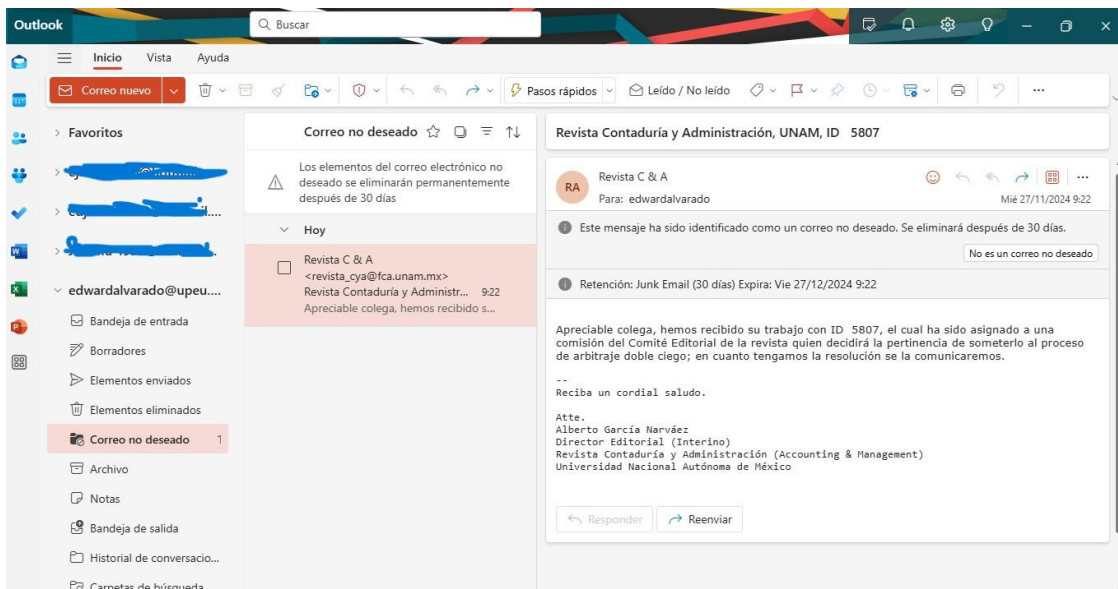 Outlook
Buscar
Inicio Vista Ayuda
Correo nuevo
Pasos rápidos
Leído / No leído
Favoritos
edwardalvarado@upeu....
Bandeja de entrada
Borradores
Elementos enviados
Elementos eliminados
Correo no deseado 1
Archivo
Notas
Bandeja de salida
Historial de conversacio...
Carpetas de búsqueda
Correo no deseado
Los elementos del correo electrónico no
deseado se eliminarán permanentemente
después de 30 días
Hoy
Revista C & A
<revista_cya@fca.unam.mx>
Revista Contaduría y Administr... 9:22
Apreciable colega, hemos recibido s...
Revista Contaduría y Administración, UNAM, ID 5807
RA
Revista C & A
Para: edwardalvarado
Mié 27/11/2024 9:22
Este mensaje ha sido identificado como un correo no deseado. Se eliminará después de 30 días.
No es un correo no deseado
Retención: Junk Email (30 días) Expira: Vie 27/12/2024 9:22
Apreciable colega, hemos recibido su trabajo con ID 5807, el cual ha sido asignado a una
comisión del Comité Editorial de la revista quien decidirá la pertinencia de someterlo al proceso
de arbitraje doble ciego; en cuanto tengamos la resolución se la comunicaremos.
--
Reciba un cordial saludo.
Atte.
Alberto García Narváez
Director Editorial (Interino)
Revista Contaduría y Administración (Accounting & Management)
Universidad Nacional Autónoma de México
Responder
Reenviar